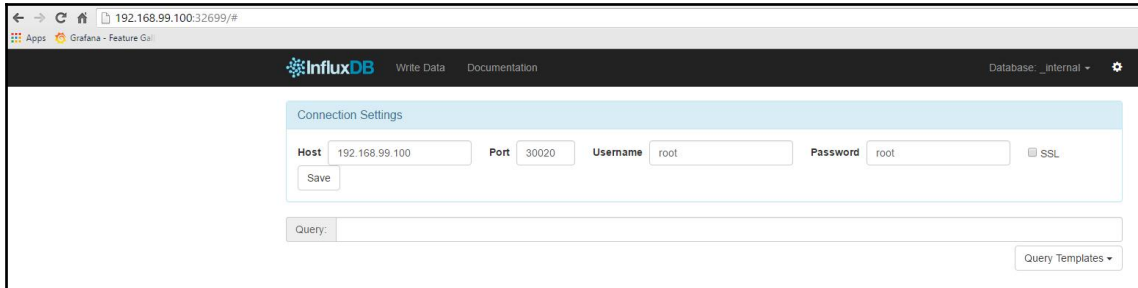 192.168.99.100:32699/#
Apps Grafana - Feature Gal
InfluxDB Write Data Documentation Database: _internal
Connection Settings
Host 192.168.99.100 Port 30020 Username root Password root SSL
Save
Query:
Query Templates